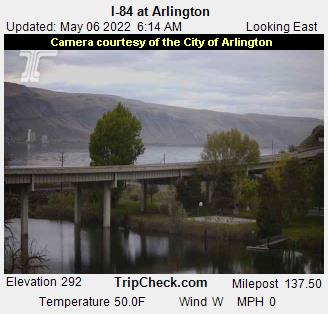 I-84 at Arlington
Updated: May 06 2022 6:14 AM Looking East
Camera courtesy of the City of Arlington
Elevation 292 TripCheck.com Milepost 137.50
Temperature 50.0F Wind W MPH 0